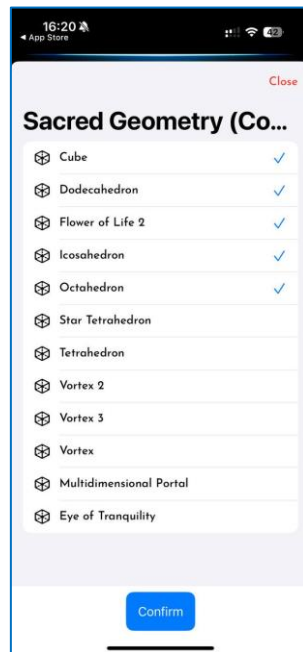 16:20
App Store
42
Close
Sacred Geometry (Co...
Cube
Dodecahedron
Flower of Life 2
Icosahedron
Octahedron
Star Tetrahedron
Tetrahedron
Vortex 2
Vortex 3
Vortex
Multidimensional Portal
Eye of Tranquility
Confirm